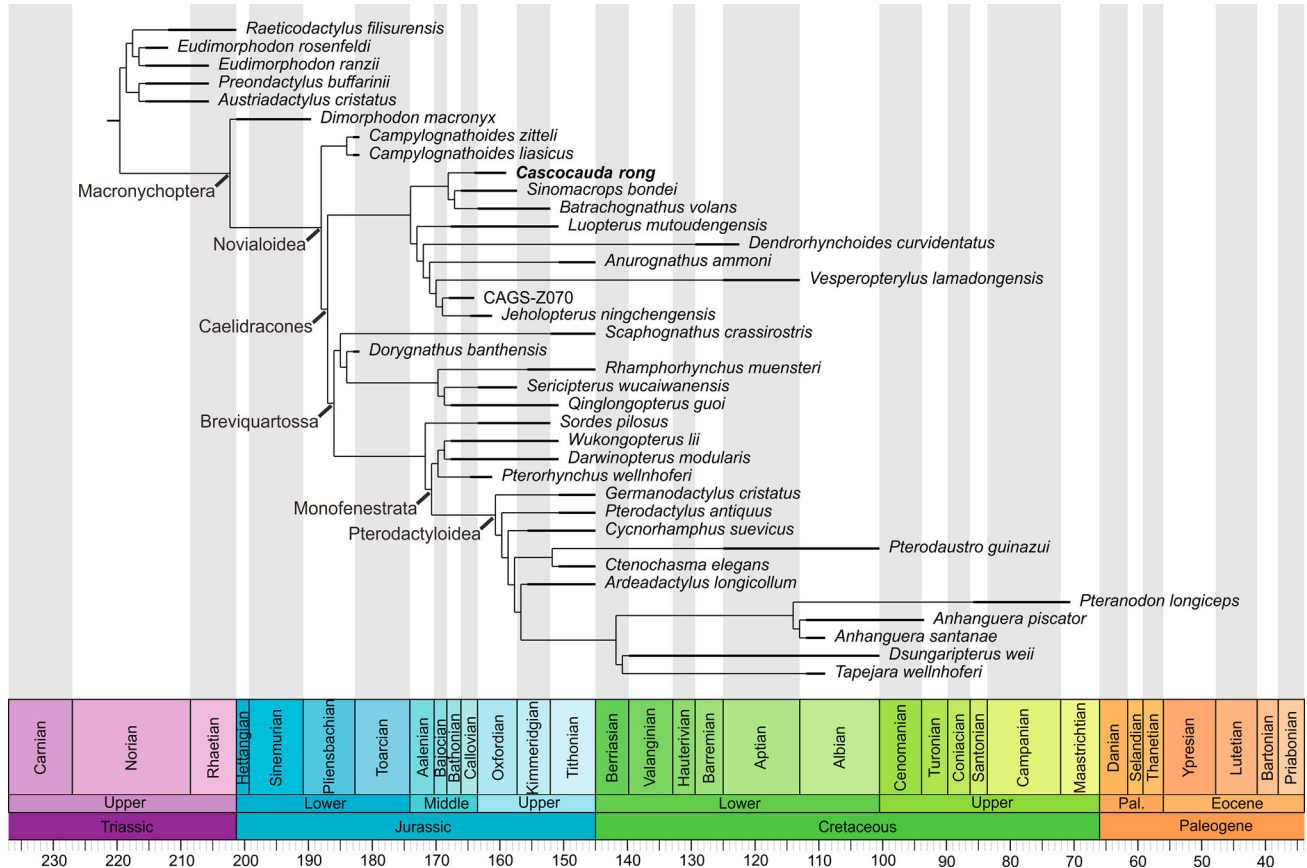 Raeticodactylus filisurensis
Eudimorphodon rosenfeldi
Eudimorphodon ranzii
Preondactylus buffarinii
Austriadactylus cristatus
Dimorphodon macronyx
Campylognathoides zitteli
Campylognathoides liasicus
Cascocauda rong
Macronychoptera
Sinomacrops bondei
Batrachognathus volans
Luopterus mutoudengensis
Novialoidea
Dendrorhynchoides curvidentatus
Anurognathus ammoni
Vesperopterylus lamadongensis
CAGS-Z070
Jeholopterus ningchengensis
Caelidracones
Scaphognathus crassirostris
Dorygnathus banthensis
Rhamphorhynchus muensteri
Sericipterus wucaiwanensis
Qinglongopterus guoi
Breviquartossa
Sordes pilosus
Wukongopterus lii
Darwinopterus modularis
Pterorhynchus wellnhoferi
Germanodactylus cristatus
Monofenestrata
Pterodactylus antiquus
Cycnorhamphus suevicus
Pterodactyloidea
Pterodaustro guinazui
Ctenochasma elegans
Ardeadactylus longicollum
Pteranodon longiceps
Anhanguera piscator
Anhanguera santanae
Dsungaripterus weii
Tapejara wellnhoferi
Carnian
Norian
Rhaetian
Hettangian
Sinemurian
Pliensbachian
Toarcian
Aalenian
Bajocian
Bathonian
Callovian
Oxfordian
Kimmeridgian
Tithonian
Berriasian
Valanginian
Hauterivian
Barremian
Aptian
Albian
Cenomanian
Turonian
Coniacian
Santonian
Campanian
Maastrichtian
Danian
Selandian
Thanetian
Ypresian
Lutetian
Bartonian
Priabonian
Upper Lower Middle Upper Lower Upper Pal. Eocene
Triassic Jurassic Cretaceous Paleogene
230 220 210 200 190 180 170 160 150 140 130 120 110 100 90 80 70 60 50 40